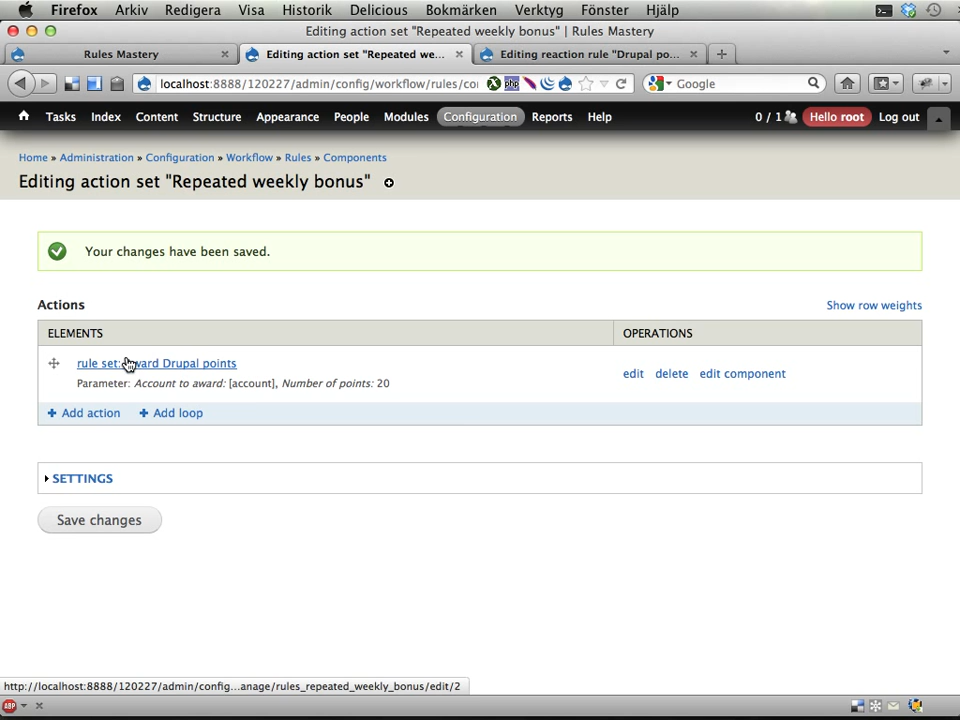 Firefox Arkiv Redigera Visa Historik Delicious Bokmärken Verktyg Fönster Hjälp
Editing action set "Repeated weekly bonus" | Rules Mastery
Rules Mastery
Editing action set "Repeated we...
Editing reaction rule "Drupal po...
localhost:8888/120227/admin/config/workflow/rules/co
php
Google
Tasks Index Content Structure Appearance People Modules Configuration Reports Help 0 / 1 Hello root Log out
Home » Administration » Configuration » Workflow » Rules » Components
Editing action set "Repeated weekly bonus"
Your changes have been saved.
Actions
Show row weights
ELEMENTS OPERATIONS
rule set: Drupal points
Parameter: Account to award: [account], Number of points: 20
edit delete edit component
Add action Add loop
SETTINGS
Save changes
http://localhost:8888/120227/admin/config...anage/rules_repeated_weekly_bonus/edit/2
ABP